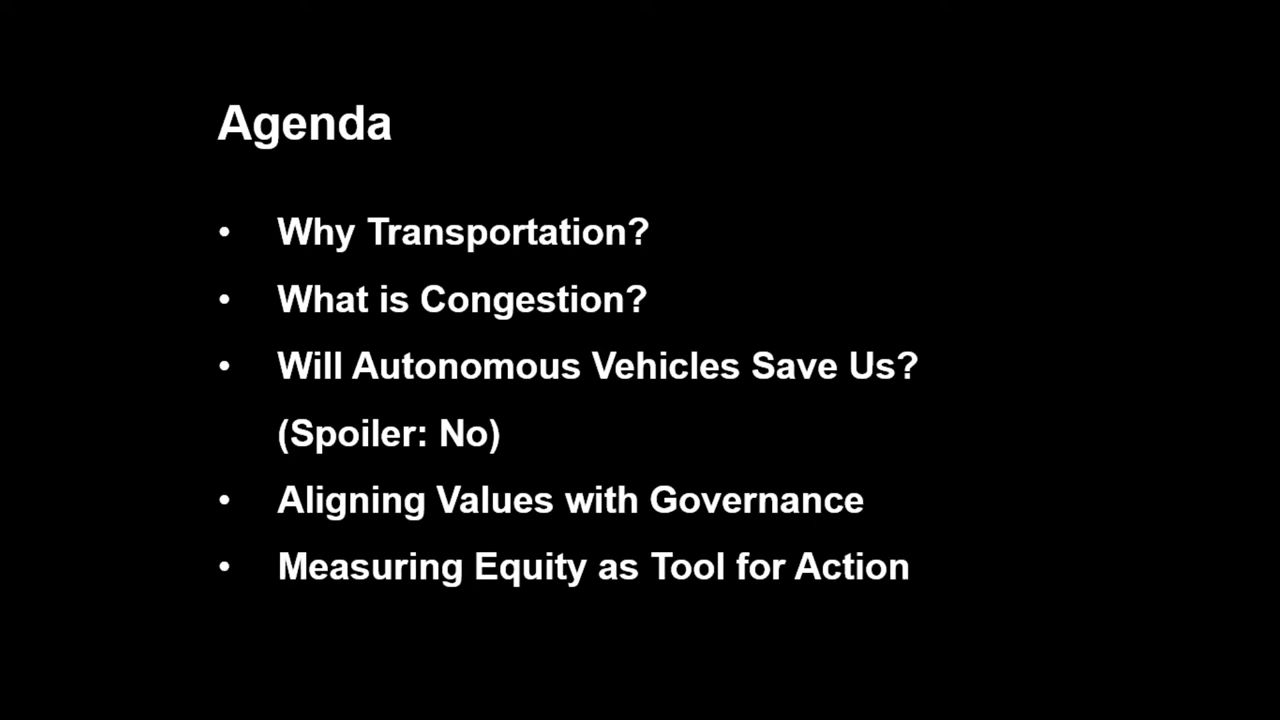 Agenda
• Why Transportation?
• What is Congestion?
• Will Autonomous Vehicles Save Us?
(Spoiler: No)
• Aligning Values with Governance
• Measuring Equity as Tool for Action